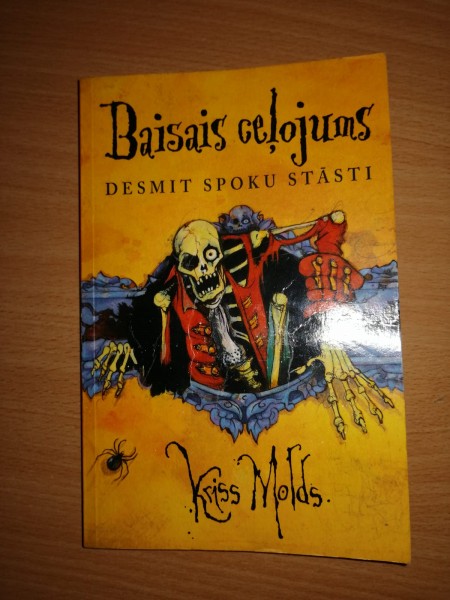 Baisais ceļojums
DESMIT SPOKU STĀSTI
Kriss Molds